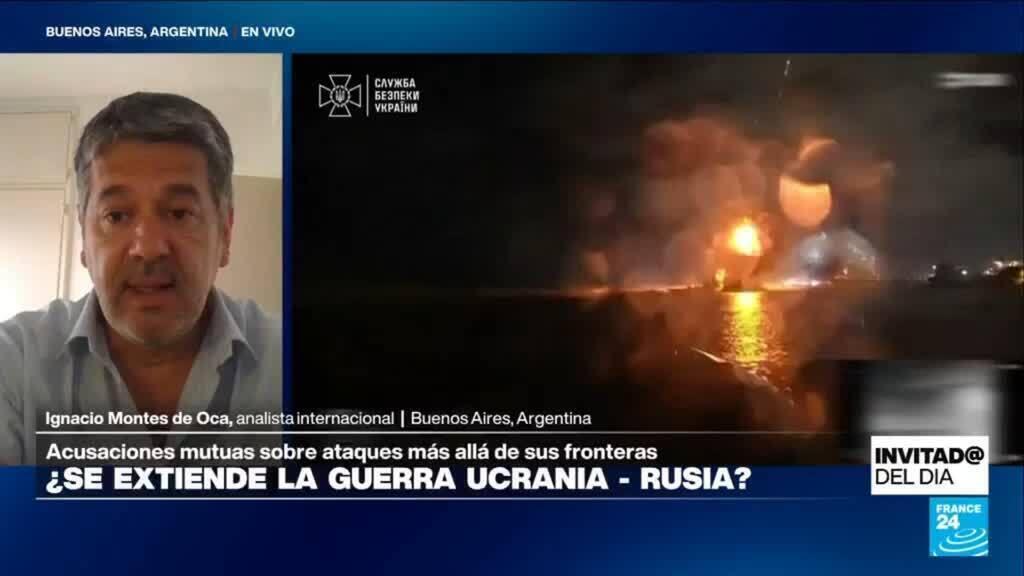 BUENOS AIRES, ARGENTINA | EN VIVO
СЛУЖБА
БЕЗПЕКИ
УКРАЇНИ
Ignacio Montes de Oca, analista internacional | Buenos Aires, Argentina
Acusaciones mutuas sobre ataques más allá de sus fronteras
¿SE EXTIENDE LA GUERRA UCRANIA - RUSIA?
INVITAD@
DEL DIA
FRANCE
24